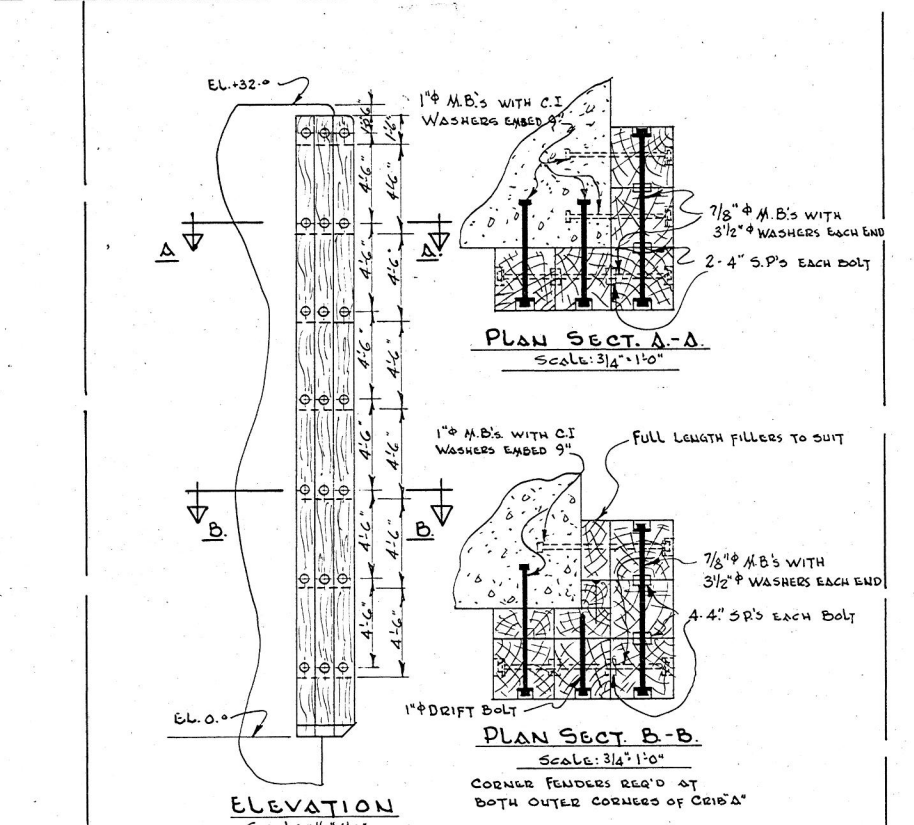 EL.+32.0
1'-6"
4'-6"
4'-6"
4'-6"
4'-6"
4'-6"
4'-6"
1'-6"
4'-6"
4'-6"
4'-6"
4'-6"
4'-6"
4'-6"
A
A.
B.
B.
EL.0.0
ELEVATION
1"ϕ M.B.'s WITH C.I
WASHERS EMBED 9"
7/8"ϕ M.B.'s WITH
3 1/2"ϕ WASHERS EACH END
2-4" S.P.'s EACH BOLT
PLAN SECT. A.-A.
SCALE: 3/4"=1'-0"
1"ϕ M.B.'s. WITH C.I
WASHERS EMBED 9"
FULL LENGTH FILLERS TO SUIT
7/8"ϕ M.B.'s WITH
3 1/2"ϕ WASHERS EACH END
4-4" S.P.'s EACH BOLT
1"ϕ DRIFT BOLT
PLAN SECT. B.-B.
SCALE: 3/4"=1'-0"
CORNER FENDERS REQ'D AT
BOTH OUTER CORNERS OF CRIB "A"